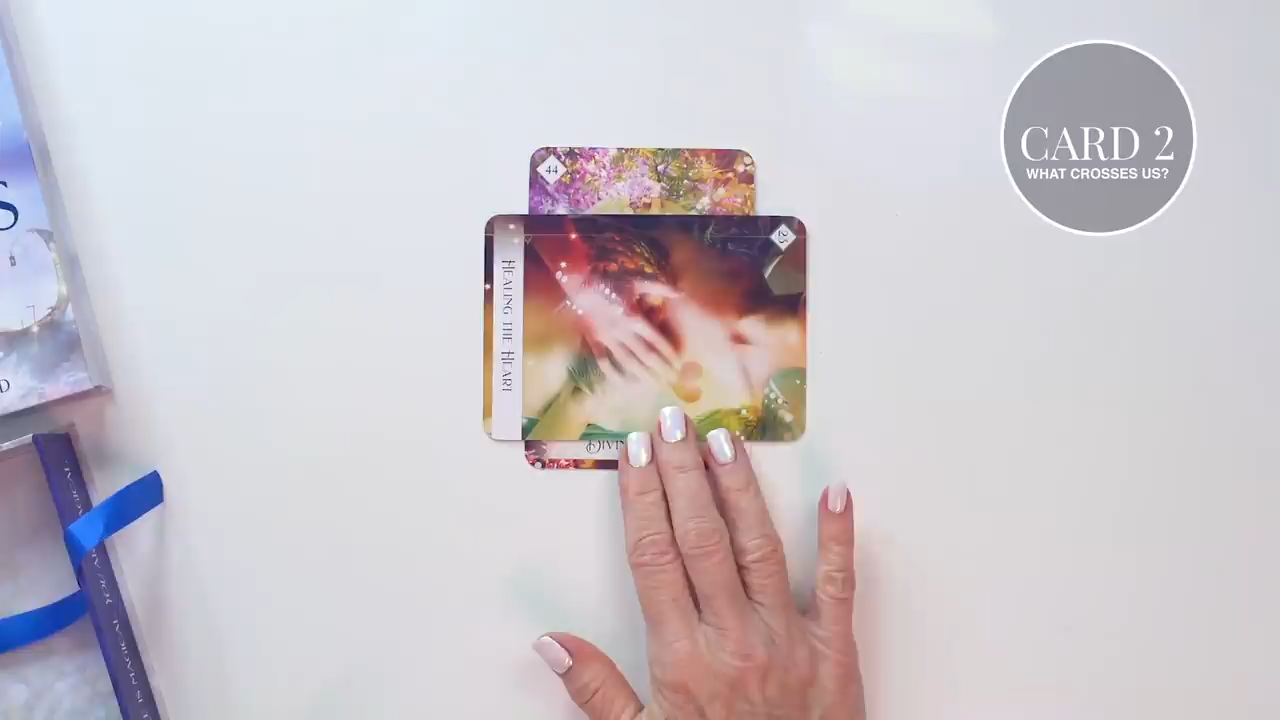 CARD 2
WHAT CROSSES US?
44
25
HEALING THE HEART
DIVIN
S
D